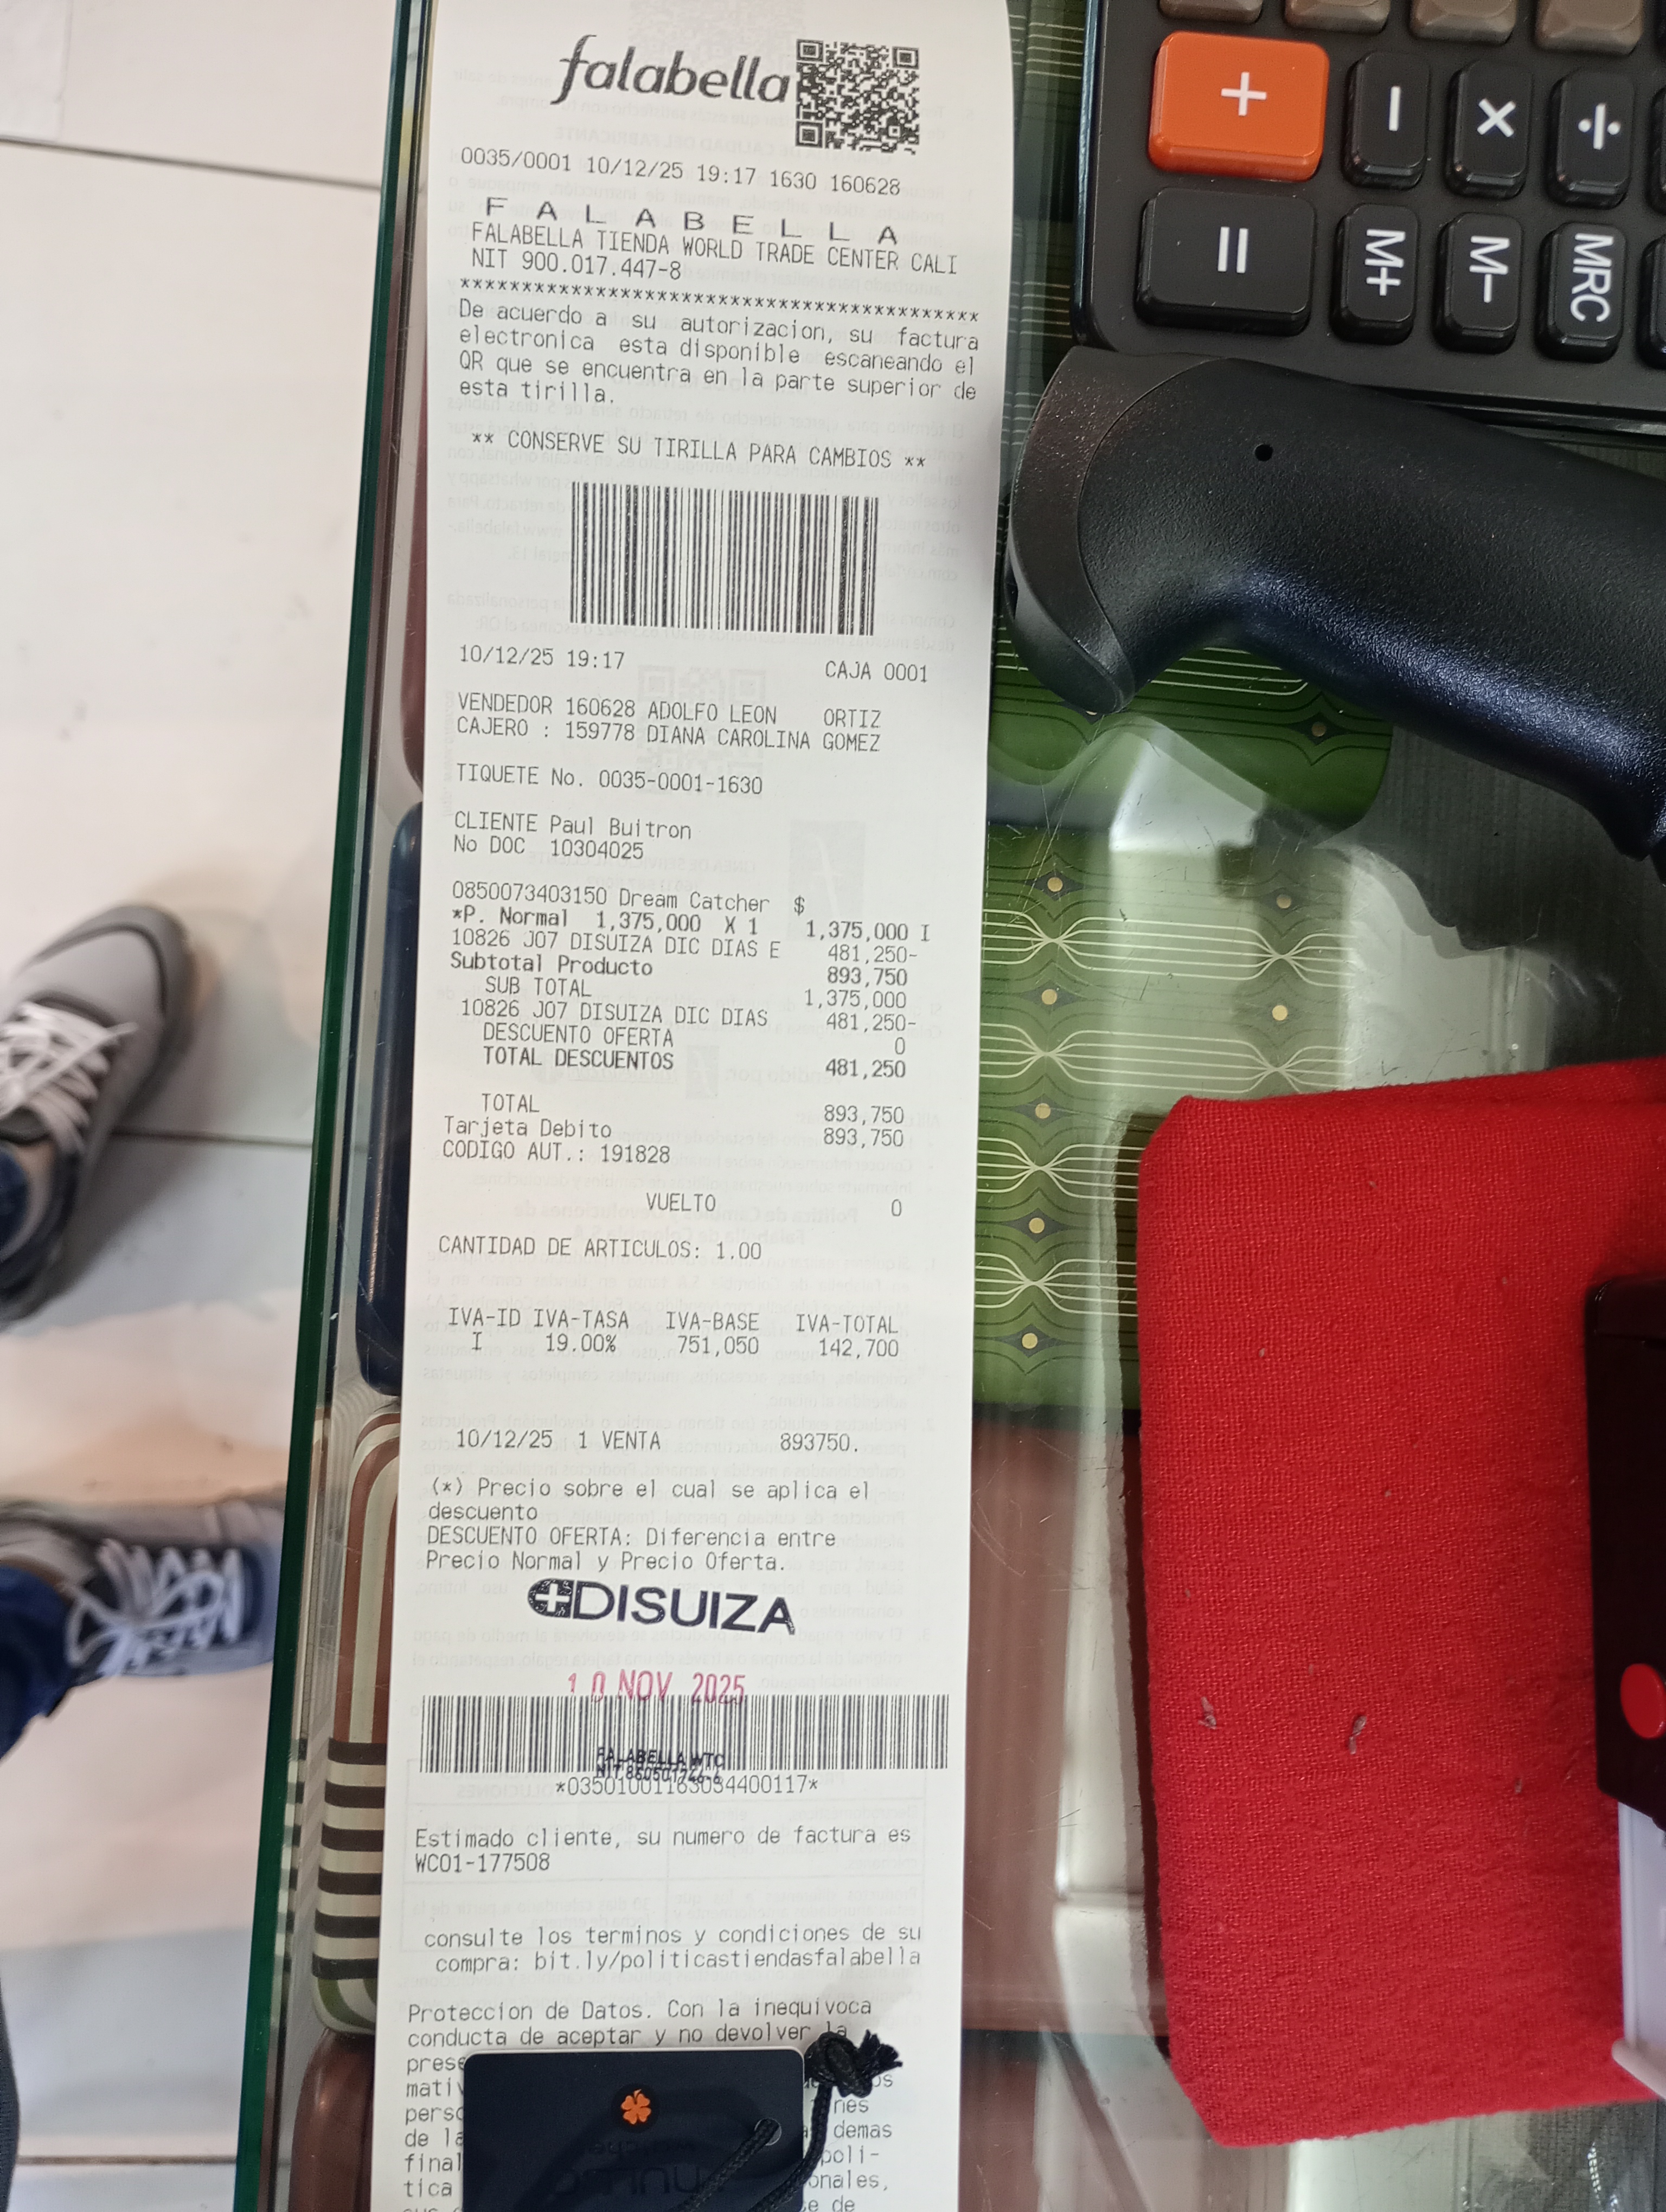 falabella
0035/0001 10/12/25 19:17 1630 160628
F A L A B E L L A
FALABELLA TIENDA WORLD TRADE CENTER CALI
NIT 900.017.447-8
******************************************
De acuerdo a su autorizacion, su factura
electronica esta disponible escaneando el
QR que se encuentra en la parte superior de
esta tirilla.
** CONSERVE SU TIRILLA PARA CAMBIOS **
10/12/25 19:17 CAJA 0001
VENDEDOR 160628 ADOLFO LEON ORTIZ
CAJERO : 159778 DIANA CAROLINA GOMEZ
TIQUETE No. 0035-0001-1630
CLIENTE Paul Buitron
No DOC 10304025
0850073403150 Dream Catcher $
*P. Normal 1,375,000 X 1 1,375,000 I
10826 J07 DISUIZA DIC DIAS E 481,250-
Subtotal Producto 893,750
SUB TOTAL 1,375,000
10826 J07 DISUIZA DIC DIAS 481,250-
DESCUENTO OFERTA 0
TOTAL DESCUENTOS 481,250
TOTAL 893,750
Tarjeta Debito 893,750
CODIGO AUT.: 191828
VUELTO 0
CANTIDAD DE ARTICULOS: 1.00
IVA-ID IVA-TASA IVA-BASE IVA-TOTAL
I 19.00% 751,050 142,700
10/12/25 1 VENTA 893750.
(*) Precio sobre el cual se aplica el
descuento
DESCUENTO OFERTA: Diferencia entre
Precio Normal y Precio Oferta.
DISUIZA
10 NOV 2025
FALABELLA WTC
*03501001163034400117*
Estimado cliente, su numero de factura es
WC01-177508
consulte los terminos y condiciones de su
compra: bit.ly/politicastiendasfalabella
Proteccion de Datos. Con la inequivoca
conducta de aceptar y no devolver la
de la demas
+ - × ÷
= M+ M- MRC